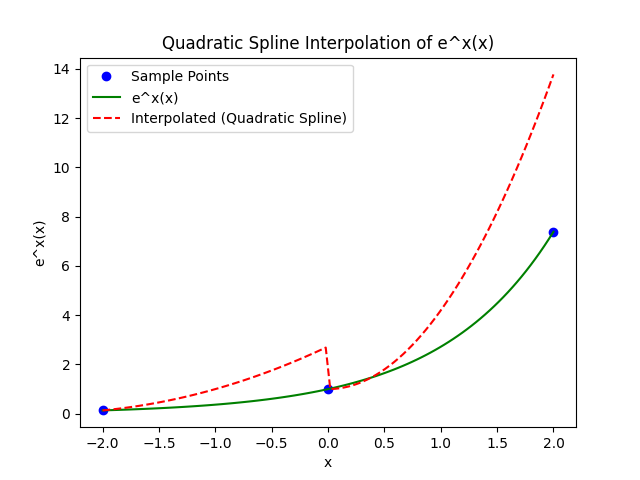 Quadratic Spline Interpolation of e^x(x)
Sample Points
e^x(x)
Interpolated (Quadratic Spline)
14
12
10
8
6
4
2
0
e^x(x)
−2.0 −1.5 −1.0 −0.5 0.0 0.5 1.0 1.5 2.0
x